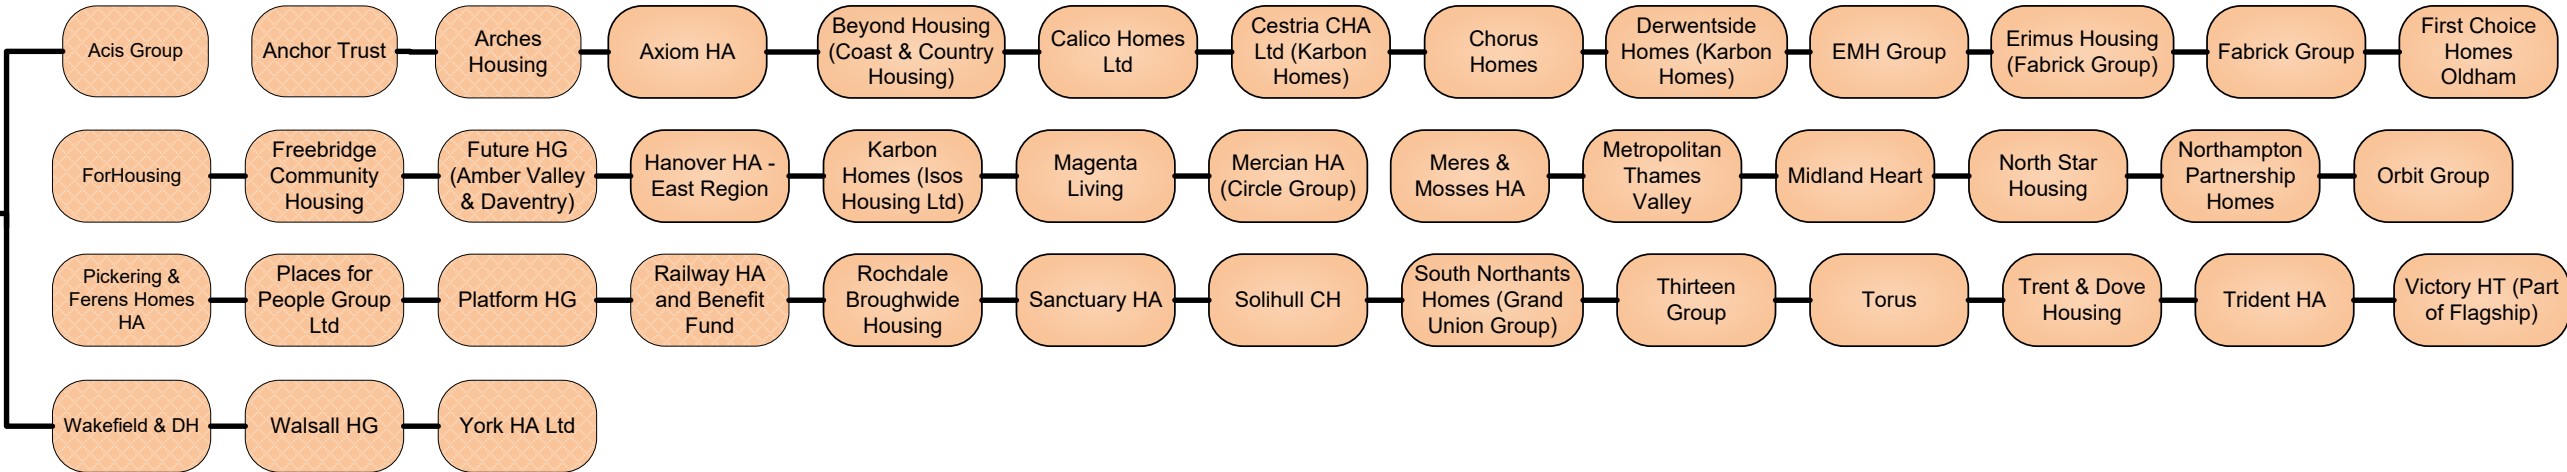 Acis Group
Anchor Trust
Arches
Housing
Axiom HA
Beyond Housing
(Coast & Country
Housing)
Calico Homes
Ltd
Cestria CHA
Ltd (Karbon
Homes)
Chorus
Homes
Derwentside
Homes (Karbon
Homes)
EMH Group
Erimus Housing
(Fabrick Group)
Fabrick Group
First Choice
Homes
Oldham
ForHousing
Freebridge
Community
Housing
Future HG
(Amber Valley
& Daventry)
Hanover HA -
East Region
Karbon
Homes (Isos
Housing Ltd)
Magenta
Living
Mercian HA
(Circle Group)
Meres &
Mosses HA
Metropolitan
Thames
Valley
Midland Heart
North Star
Housing
Northampton
Partnership
Homes
Orbit Group
Pickering &
Ferens Homes
HA
Places for
People Group
Ltd
Platform HG
Railway HA
and Benefit
Fund
Rochdale
Broughwide
Housing
Sanctuary HA
Solihull CH
South Northants
Homes (Grand
Union Group)
Thirteen
Group
Torus
Trent & Dove
Housing
Trident HA
Victory HT (Part
of Flagship)
Wakefield & DH
Walsall HG
York HA Ltd